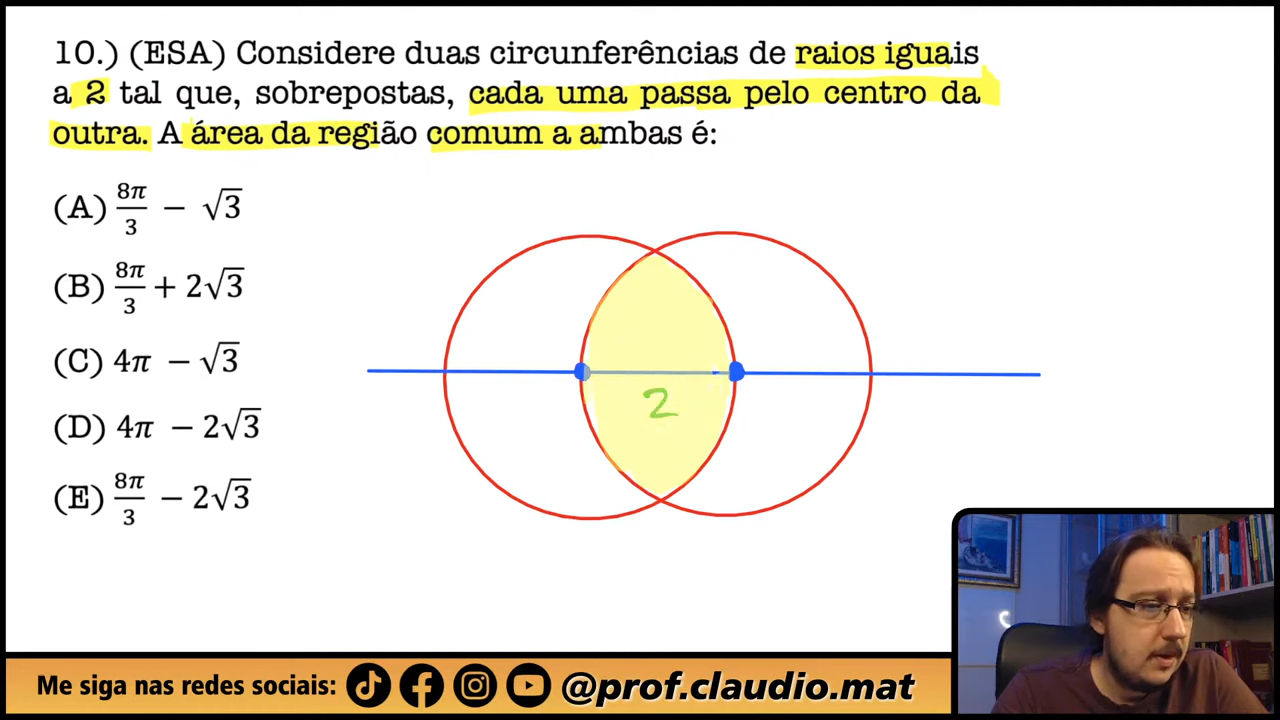 10.) (ESA) Considere duas circunferências de raios iguais
a 2 tal que, sobrepostas, cada uma passa pelo centro da
outra. A área da região comum a ambas é:
(A) 8π/3 − √3
(B) 8π/3 + 2√3
(C) 4π − √3
(D) 4π − 2√3
(E) 8π/3 − 2√3
2
Me siga nas redes sociais: @prof.claudio.mat